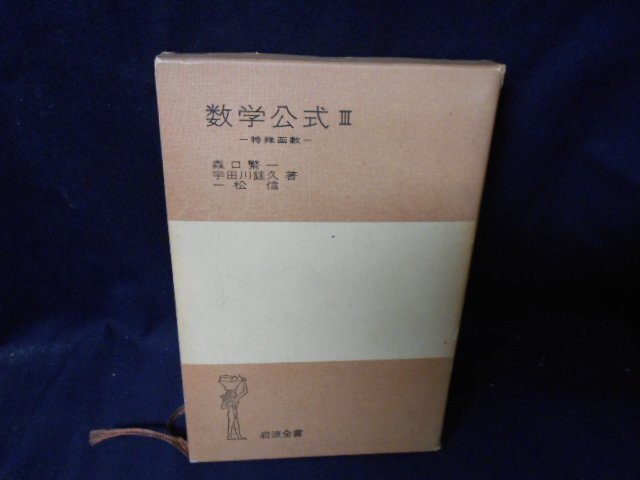 数学公式 Ⅲ
―特殊函数―
森口繁一
宇田川銈久 著
一松 信
岩波全書